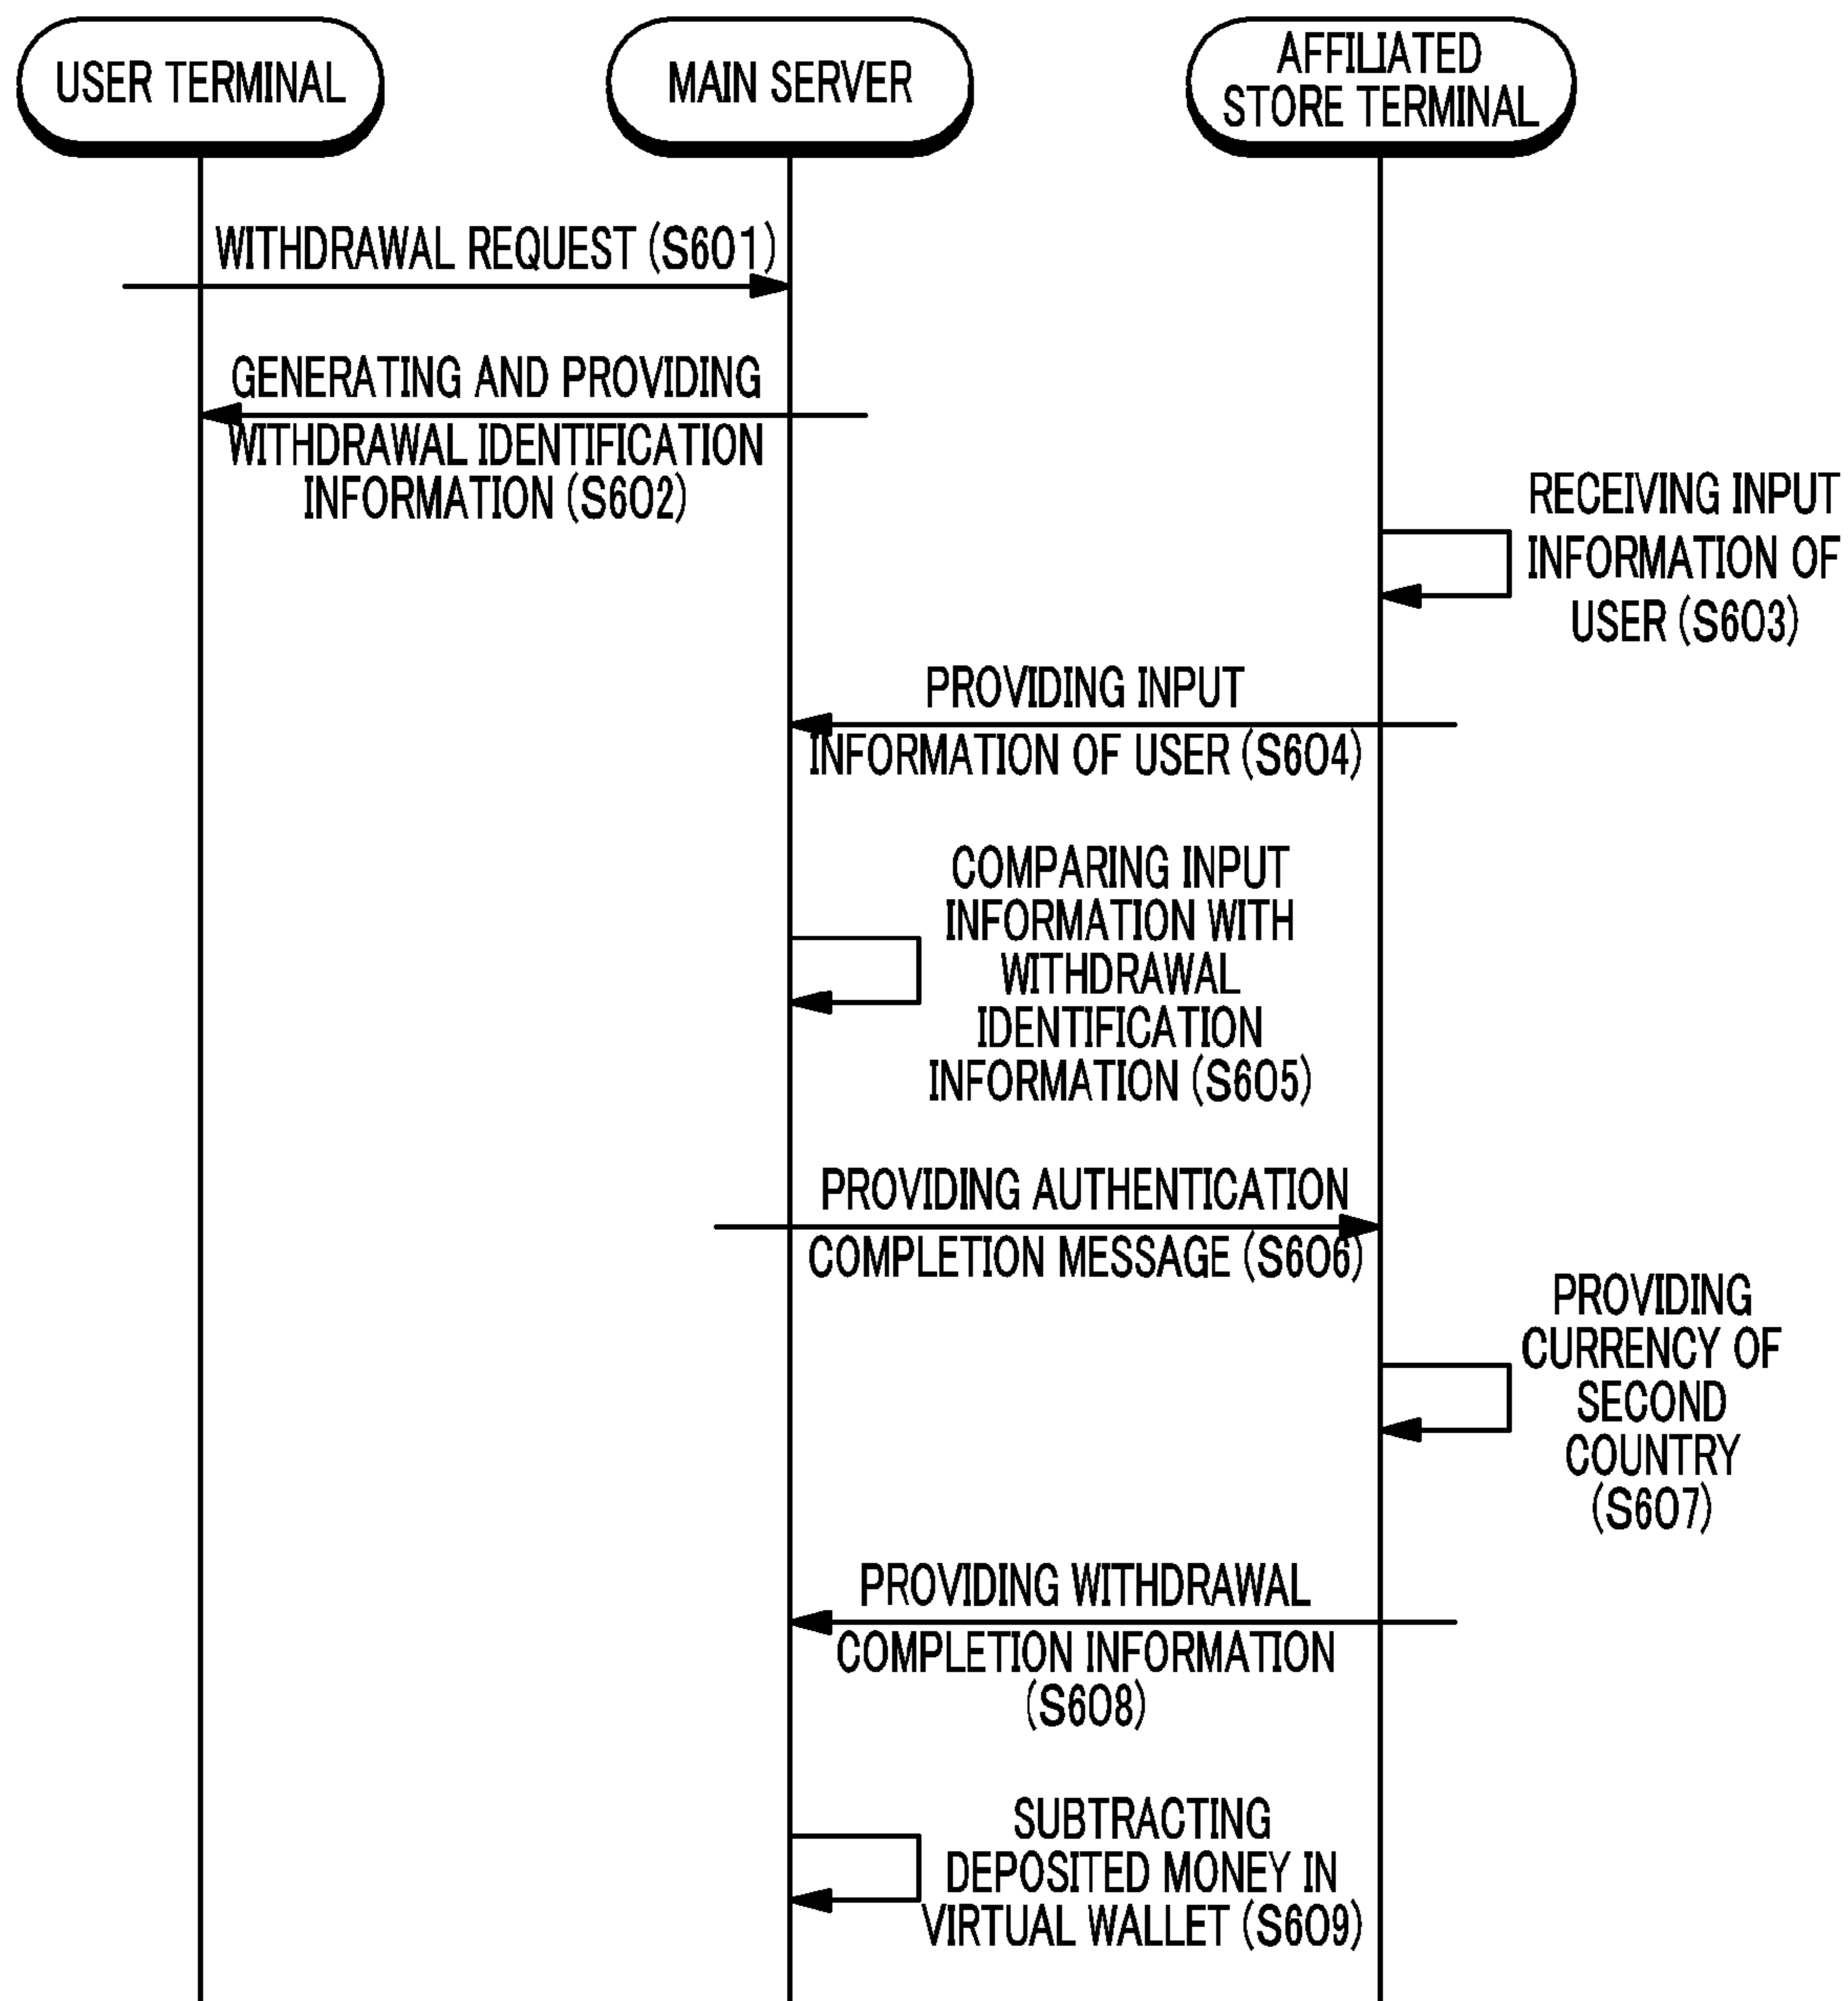 USER TERMINAL
MAIN SERVER
AFFILIATED
STORE TERMINAL
WITHDRAWAL REQUEST (S601)
GENERATING AND PROVIDING
WITHDRAWAL IDENTIFICATION
INFORMATION (S602)
RECEIVING INPUT
INFORMATION OF
USER (S603)
PROVIDING INPUT
INFORMATION OF USER (S604)
COMPARING INPUT
INFORMATION WITH
WITHDRAWAL
IDENTIFICATION
INFORMATION (S605)
PROVIDING AUTHENTICATION
COMPLETION MESSAGE (S606)
PROVIDING
CURRENCY OF
SECOND
COUNTRY
(S607)
PROVIDING WITHDRAWAL
COMPLETION INFORMATION
(S608)
SUBTRACTING
DEPOSITED MONEY IN
VIRTUAL WALLET (S609)